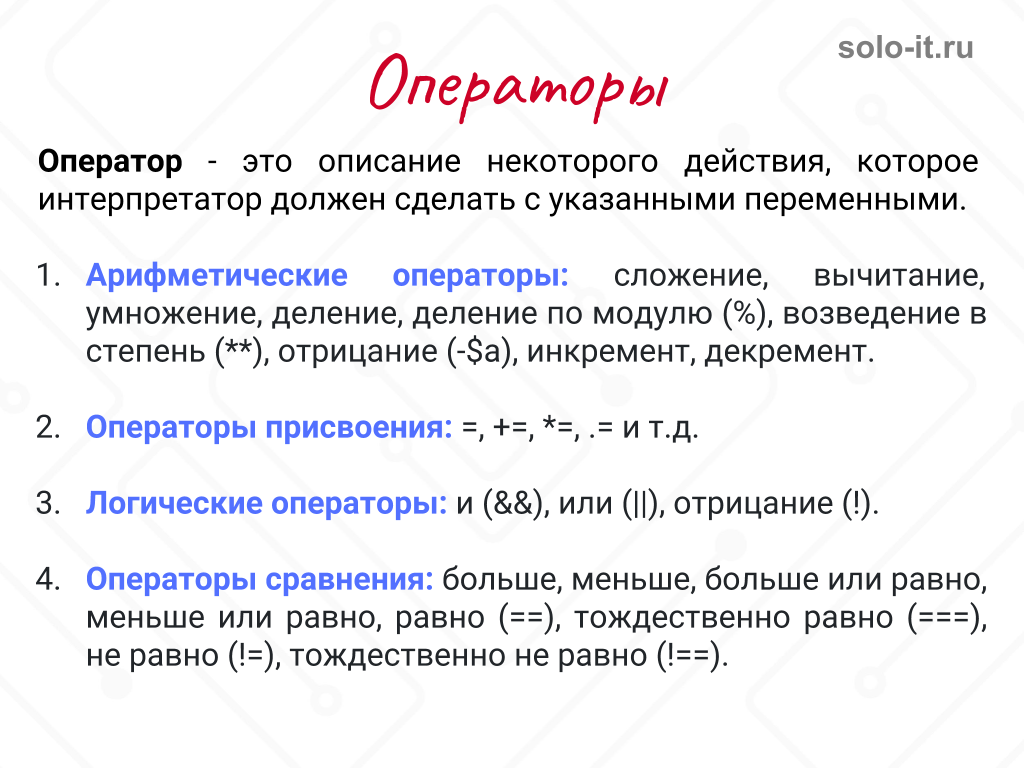 solo-it.ru
Операторы
Оператор - это описание некоторого действия, которое
интерпретатор должен сделать с указанными переменными.
1. Арифметические операторы: сложение, вычитание,
умножение, деление, деление по модулю (%), возведение в
степень (**), отрицание (-$a), инкремент, декремент.
2. Операторы присвоения: =, +=, *=, .= и т.д.
3. Логические операторы: и (&&), или (||), отрицание (!).
4. Операторы сравнения: больше, меньше, больше или равно,
меньше или равно, равно (==), тождественно равно (===),
не равно (!=), тождественно не равно (!==).